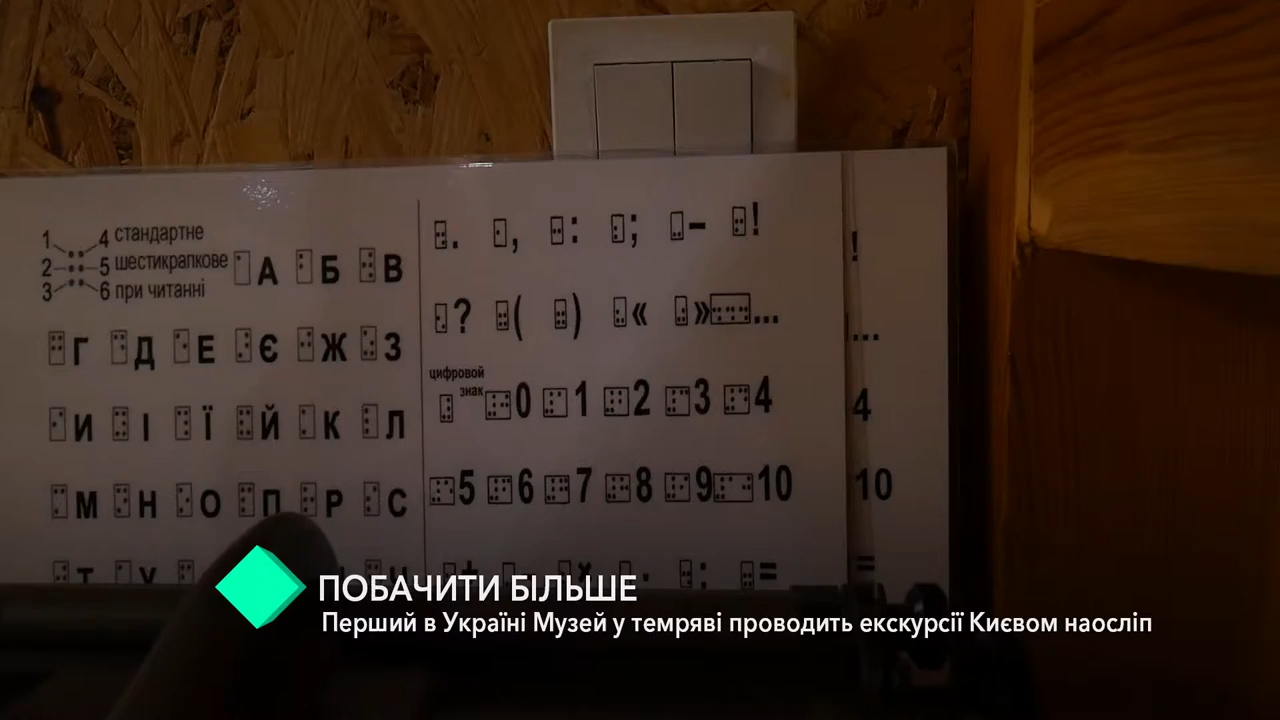 1 4 стандартне
2 5 шестикрапкове А Б В
3 6 при читанні
Г Д Е Є Ж З
И І Ї Й К Л
М Н О П Р С
Т У
. , : ; - !
? ( ) « » ...
цифровой
знак 0 1 2 3 4
5 6 7 8 9 10
:  =
!
...
4
10
=
ПОБАЧИТИ БІЛЬШЕ
Перший в Україні Музей у темряві проводить екскурсії Києвом наосліп